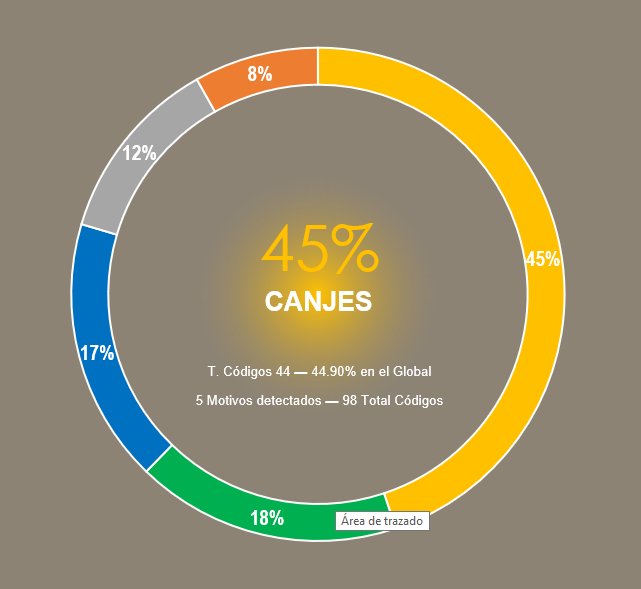 8%
12%
45%
45%
CANJES
17%
T. Códigos 44 — 44.90% en el Global
5 Motivos detectados — 98 Total Códigos
18%
Área de trazado